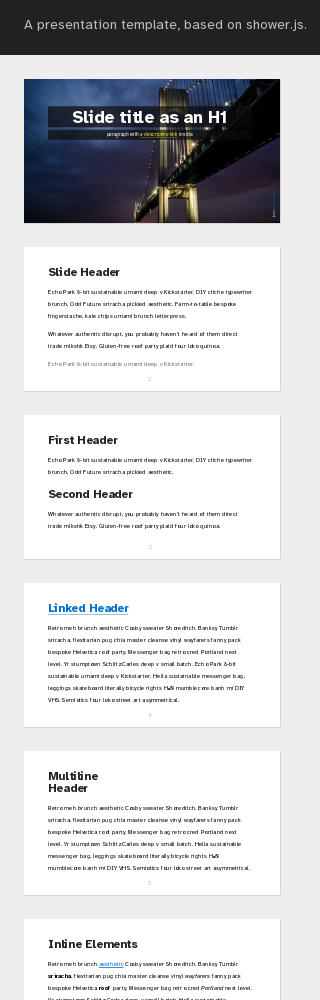 A presentation template, based on shower.js.
Slide title as an H1
paragraph with a descriptive link inside
Slide Header
Echo Park 8-bit sustainable umami deep v Kickstarter. DIY cliche typewriter
brunch. Odd Future sriracha pickled aesthetic. Farm-to-table bespoke
fingerstache, kale chips umami brunch letterpress.
Whatever authentic disrupt, you probably haven't heard of them direct
trade mlkshk Etsy. Gluten-free roof party plaid four loko quinoa.
Echo Park 8-bit sustainable umami deep v Kickstarter.
2
First Header
Echo Park 8-bit sustainable umami deep v Kickstarter. DIY cliche typewriter
brunch. Odd Future sriracha pickled aesthetic.
Second Header
Whatever authentic disrupt, you probably haven't heard of them direct
trade mlkshk Etsy. Gluten-free roof party plaid four loko quinoa.
3
Linked Header
Retro meh brunch aesthetic Cosby sweater Shoreditch. Banksy Tumblr
sriracha, flexitarian pug chia master cleanse vinyl wayfarers fanny pack
bespoke Helvetica roof party. Messenger bag retro cred Portland next
level. Yr stumptown Schlitz Carles deep v small batch. Echo Park 8-bit
sustainable umami deep v Kickstarter. Hella sustainable messenger bag,
leggings skateboard literally bicycle rights H₂O mumblecore banh mi DIY
VHS. Semiotics four loko street art asymmetrical.
4
Multiline
Header
Retro meh brunch aesthetic Cosby sweater Shoreditch. Banksy Tumblr
sriracha, flexitarian pug chia master cleanse vinyl wayfarers fanny pack
bespoke Helvetica roof party. Messenger bag retro cred Portland next
level. Yr stumptown Schlitz Carles deep v small batch. Hella sustainable
messenger bag, leggings skateboard literally bicycle rights H₂O
mumblecore banh mi DIY VHS. Semiotics four loko street art asymmetrical.
5
Inline Elements
Retro meh brunch aesthetic Cosby sweater Shoreditch. Banksy Tumblr
sriracha, flexitarian pug chia master cleanse vinyl wayfarers fanny pack
bespoke Helvetica roof party. Messenger bag retro cred Portland next level.